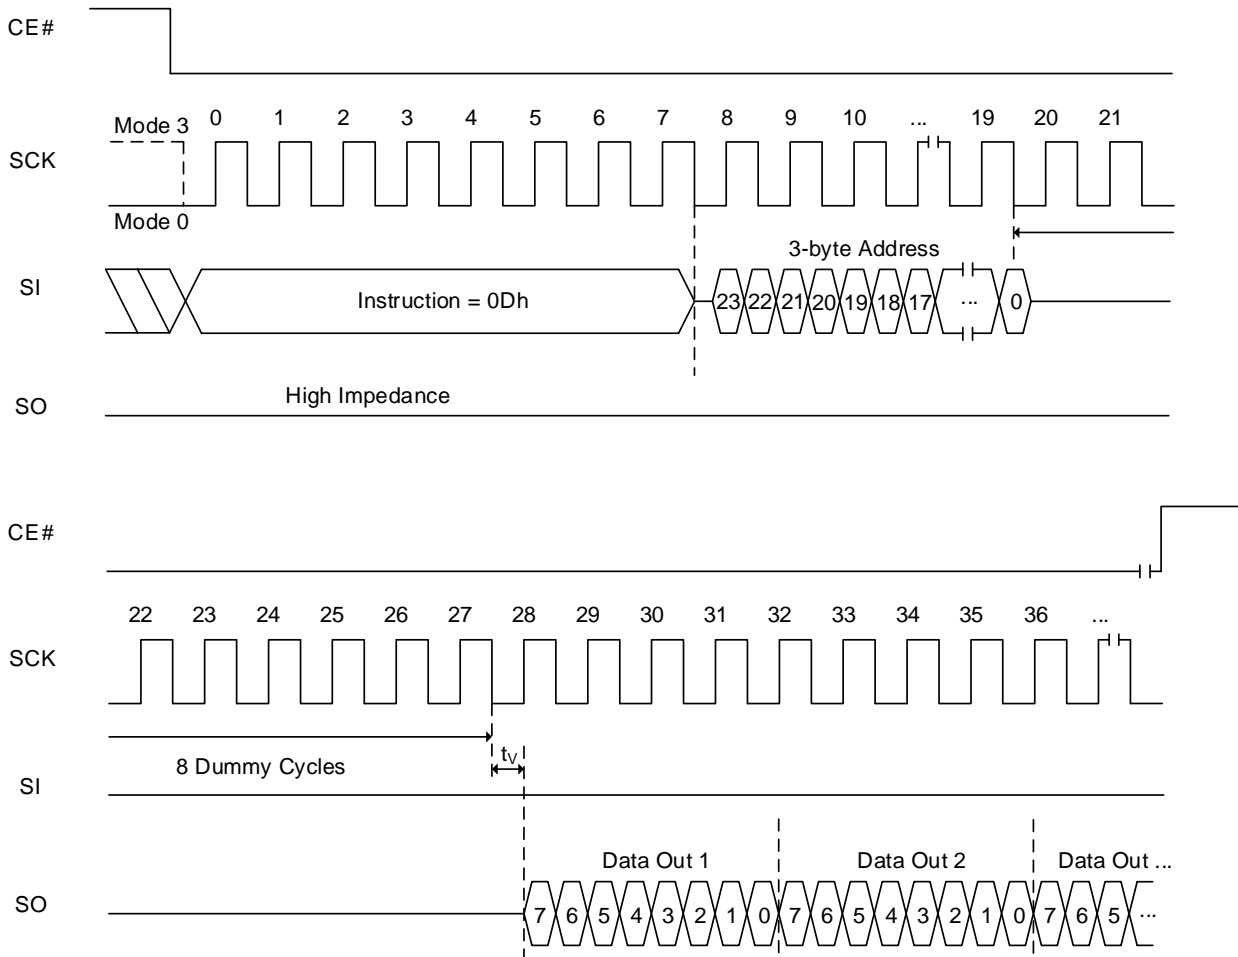 CE#
Mode 3
0 1 2 3 4 5 6 7 8 9 10 ... 19 20 21
SCK
Mode 0
3-byte Address
SI
Instruction = 0Dh
23 22 21 20 19 18 17 ... 0
High Impedance
SO
CE#
22 23 24 25 26 27 28 29 30 31 32 33 34 35 36 ...
SCK
tV
8 Dummy Cycles
SI
Data Out 1 Data Out 2 Data Out ...
SO
7 6 5 4 3 2 1 0 7 6 5 4 3 2 1 0 7 6 5 ...